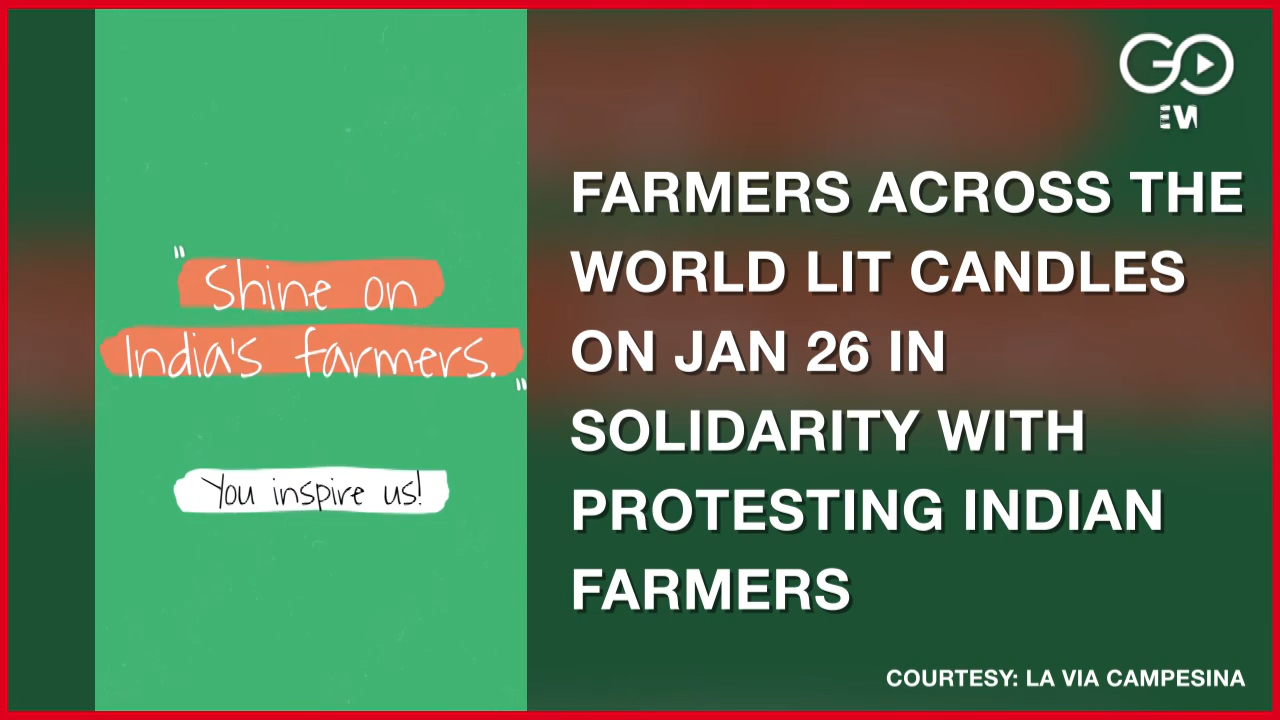 "Shine on
India's farmers."
You inspire us!
GO
FARMERS ACROSS THE
WORLD LIT CANDLES
ON JAN 26 IN
SOLIDARITY WITH
PROTESTING INDIAN
FARMERS
COURTESY: LA VIA CAMPESINA